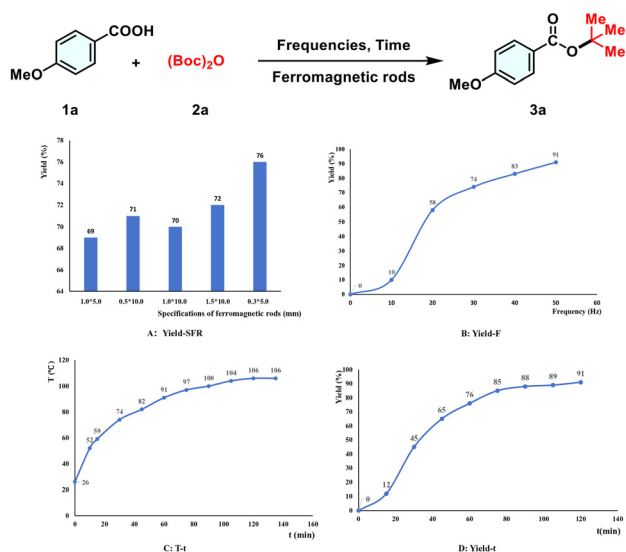 COOH
MeO
1a
+
(Boc)₂O
2a
Frequencies, Time
Ferromagnetic rods
O
O
Me
Me
Me
MeO
3a
Yield (%)
78
76
74
72
70
68
66
64
69
71
70
72
76
1.0*5.0 0.5*10.0 1.0*10.0 1.5*10.0 0.3*5.0
Specifications of ferromagnetic rods (mm)
A: Yield-SFR
Yield (%)
100
90
80
70
60
50
40
30
20
10
0
0
10
58
74
83
91
0 10 20 30 40 50 60
Frequency (Hz)
B: Yield-F
T (℃)
120
100
80
60
40
20
0
26
52
59
74
82
91
97
100
104
106
106
0 20 40 60 80 100 120 140 160
t (min)
C: T-t
Yield (%)
100
90
80
70
60
50
40
30
20
10
0
0
12
45
65
76
85
88
89
91
0 20 40 60 80 100 120 140
t(min)
D: Yield-t